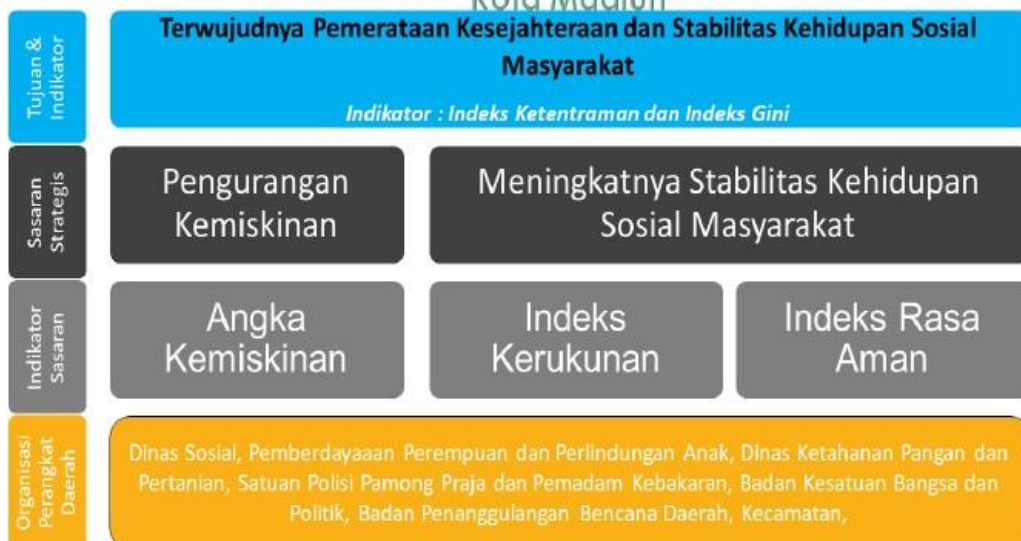 Kota Madiun
Tujuan &
Indikator
Terwujudnya Pemerataan Kesejahteraan dan Stabilitas Kehidupan Sosial
Masyarakat
Indikator : Indeks Ketentraman dan Indeks Gini
Sasaran
Strategis
Pengurangan
Kemiskinan
Meningkatnya Stabilitas Kehidupan
Sosial Masyarakat
Indikator
Sasaran
Angka
Kemiskinan
Indeks
Kerukunan
Indeks Rasa
Aman
Organisasi
Perangkat
Daerah
Dinas Sosial, Pemberdayaaan Perempuan dan Perlindungan Anak, Dinas Ketahanan Pangan dan
Pertanian, Satuan Polisi Pamong Praja dan Pemadam Kebakaran, Badan Kesatuan Bangsa dan
Politik, Badan Penanggulangan Bencana Daerah, Kecamatan,